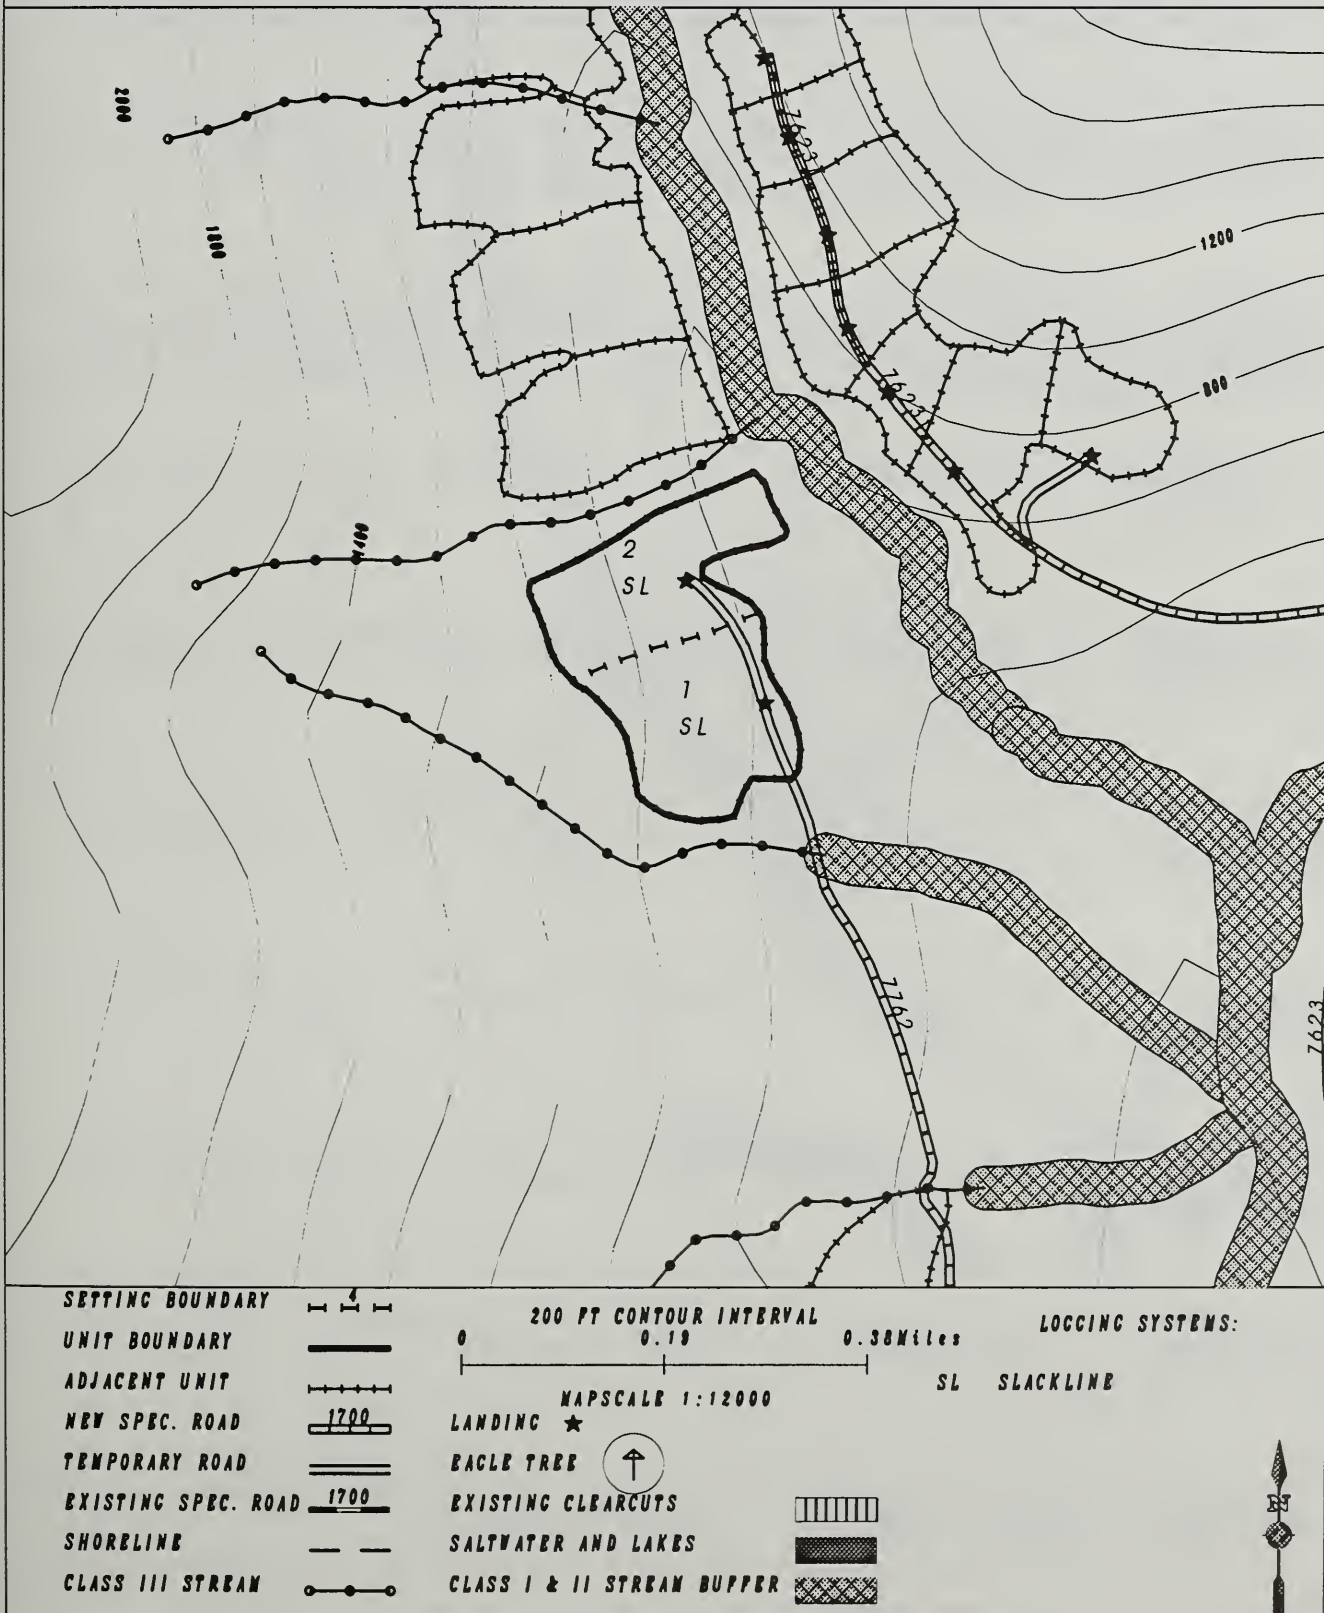 2000
1800
7623
1200
7623
800
1400
2
SL
1
SL
7762
7623
SETTING BOUNDARY 4
UNIT BOUNDARY
ADJACENT UNIT
NEW SPEC. ROAD 1700
TEMPORARY ROAD
EXISTING SPEC. ROAD 1700
SHORELINE
CLASS III STREAM
200 FT CONTOUR INTERVAL
0 0.19 0.38Miles
MAPSCALE 1:12000
LANDING
EAGLE TREE
EXISTING CLEARCUTS
SALTWATER AND LAKES
CLASS I & II STREAM BUFFER
LOGGING SYSTEMS:
SL SLACKLINE
N